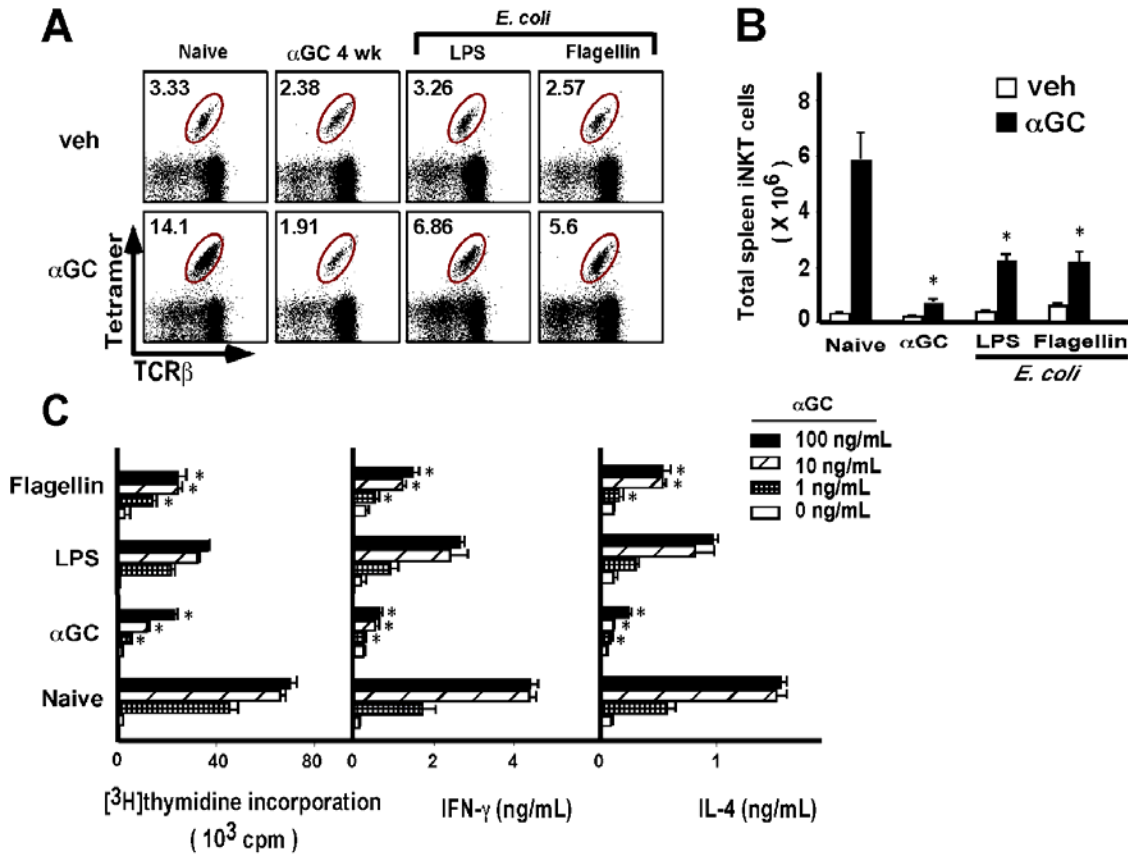 A
E. coli
Naive
αGC 4 wk
LPS
Flagellin
veh
3.33
2.38
3.26
2.57
αGC
14.1
1.91
6.86
5.6
Tetramer
TCRβ
B
Total spleen iNKT cells
( X 10⁶)
8
6
4
2
0
veh
αGC
*
*
*
Naive
αGC
LPS
Flagellin
E. coli
C
αGC
100 ng/mL
10 ng/mL
1 ng/mL
0 ng/mL
Flagellin
* * *
* * *
* * *
LPS
αGC
* * *
* * *
* * *
Naive
0 40 80
[³H]thymidine incorporation
( 10³ cpm)
0 2 4
IFN-γ (ng/mL)
0 1
IL-4 (ng/mL)